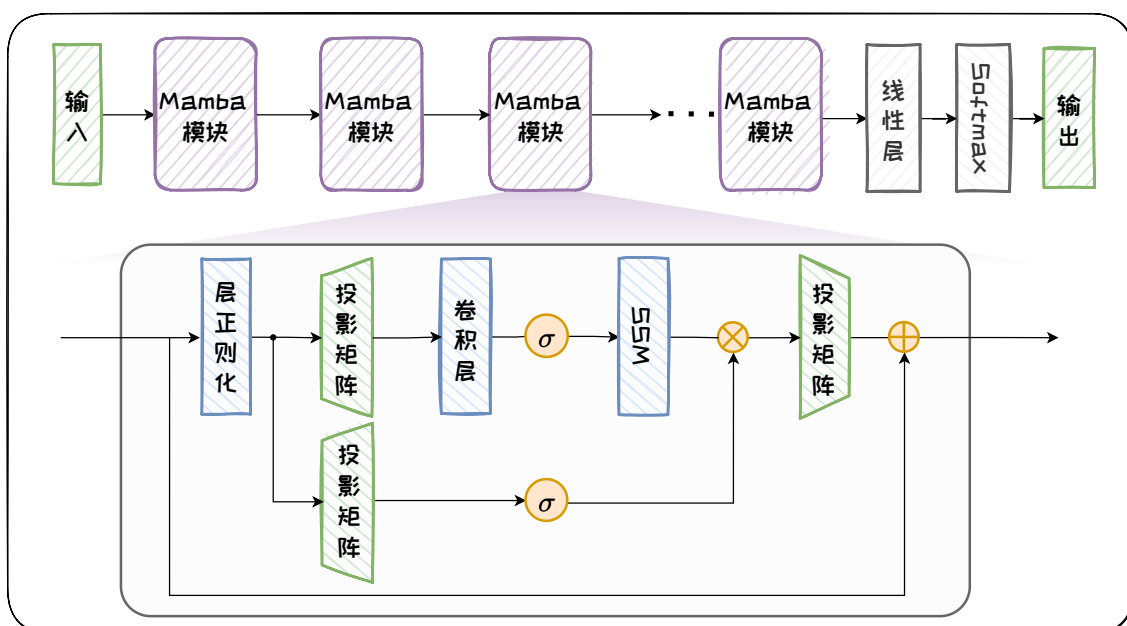 输入
Mamba
模块
Mamba
模块
Mamba
模块
...
Mamba
模块
线性层
Softmax
输出
层正则化
投影矩阵
卷积层
σ
SSM
投影矩阵
投影矩阵
σ